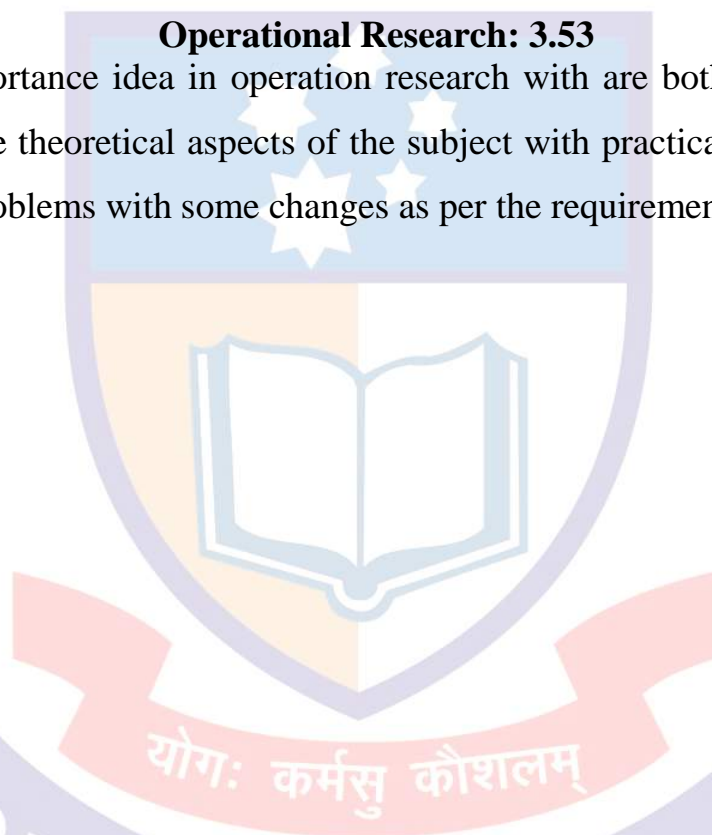 Operational Research: 3.53
ortance idea in operation research with are both
e theoretical aspects of the subject with practica
oblems with some changes as per the requiremen
योगः कर्मसु कौशलम्